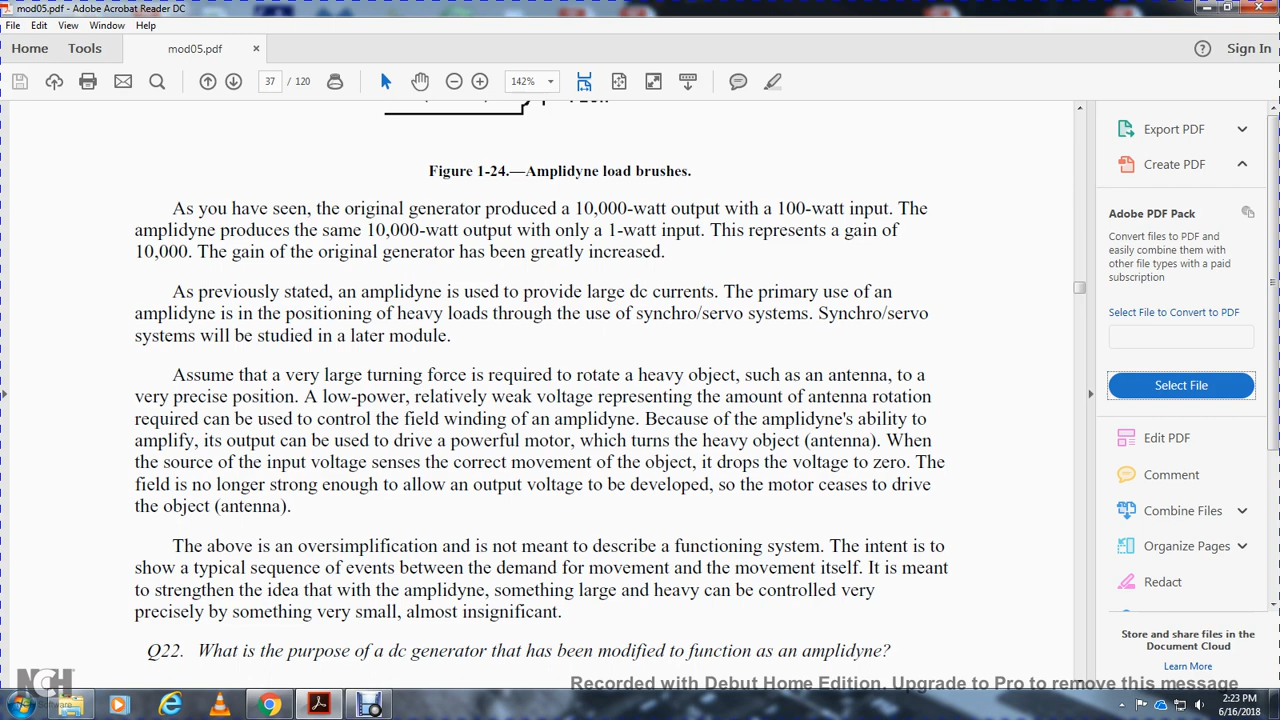 mod05.pdf - Adobe Acrobat Reader DC
File Edit View Window Help
Home Tools mod05.pdf × ? Sign In
37 / 120 142%
Figure 1-24.—Amplidyne load brushes.
As you have seen, the original generator produced a 10,000-watt output with a 100-watt input. The
amplidyne produces the same 10,000-watt output with only a 1-watt input. This represents a gain of
10,000. The gain of the original generator has been greatly increased.
As previously stated, an amplidyne is used to provide large dc currents. The primary use of an
amplidyne is in the positioning of heavy loads through the use of synchro/servo systems. Synchro/servo
systems will be studied in a later module.
Assume that a very large turning force is required to rotate a heavy object, such as an antenna, to a
very precise position. A low-power, relatively weak voltage representing the amount of antenna rotation
required can be used to control the field winding of an amplidyne. Because of the amplidyne's ability to
amplify, its output can be used to drive a powerful motor, which turns the heavy object (antenna). When
the source of the input voltage senses the correct movement of the object, it drops the voltage to zero. The
field is no longer strong enough to allow an output voltage to be developed, so the motor ceases to drive
the object (antenna).
The above is an oversimplification and is not meant to describe a functioning system. The intent is to
show a typical sequence of events between the demand for movement and the movement itself. It is meant
to strengthen the idea that with the amplidyne, something large and heavy can be controlled very
precisely by something very small, almost insignificant.
Q22. What is the purpose of a dc generator that has been modified to function as an amplidyne?
Export PDF
Create PDF
Adobe PDF Pack
Convert files to PDF and
easily combine them with
other file types with a paid
subscription
Select File to Convert to PDF
Select File
Edit PDF
Comment
Combine Files
Organize Pages
Redact
Store and share files in the
Document Cloud
Learn More
NCH
Software
Recorded with Debut Home Edition. Upgrade to Pro to remove this message
2:23 PM
6/16/2018